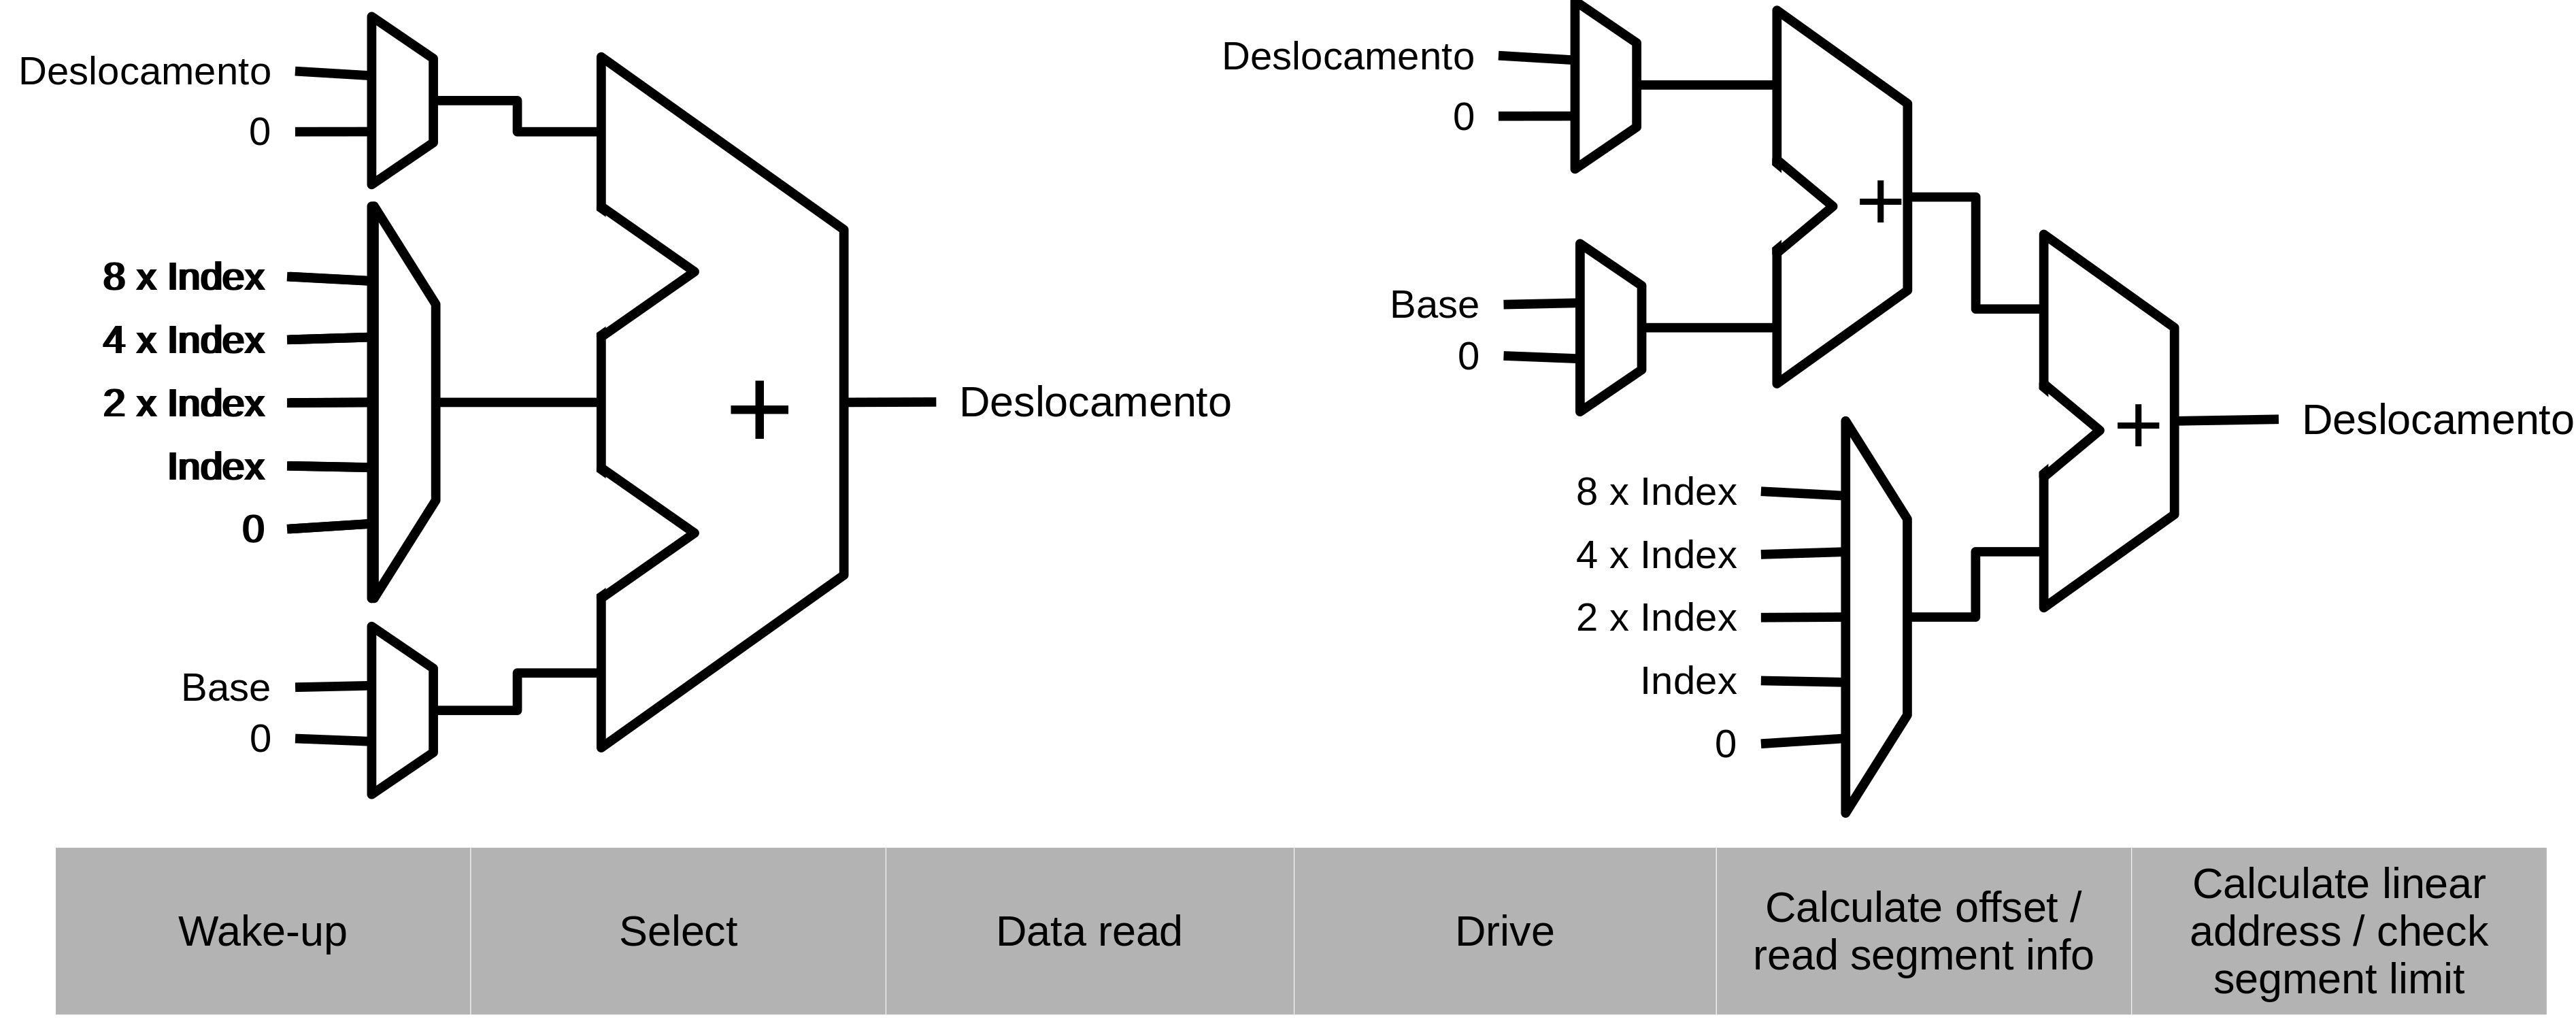 Deslocamento
0
8 x Index
4 x Index
2 x Index
Index
0
Base
0
+
Deslocamento
Deslocamento
0
Base
0
+
8 x Index
4 x Index
2 x Index
Index
0
+
Deslocamento
Wake-up
Select
Data read
Drive
Calculate offset /
read segment info
Calculate linear
address / check
segment limit